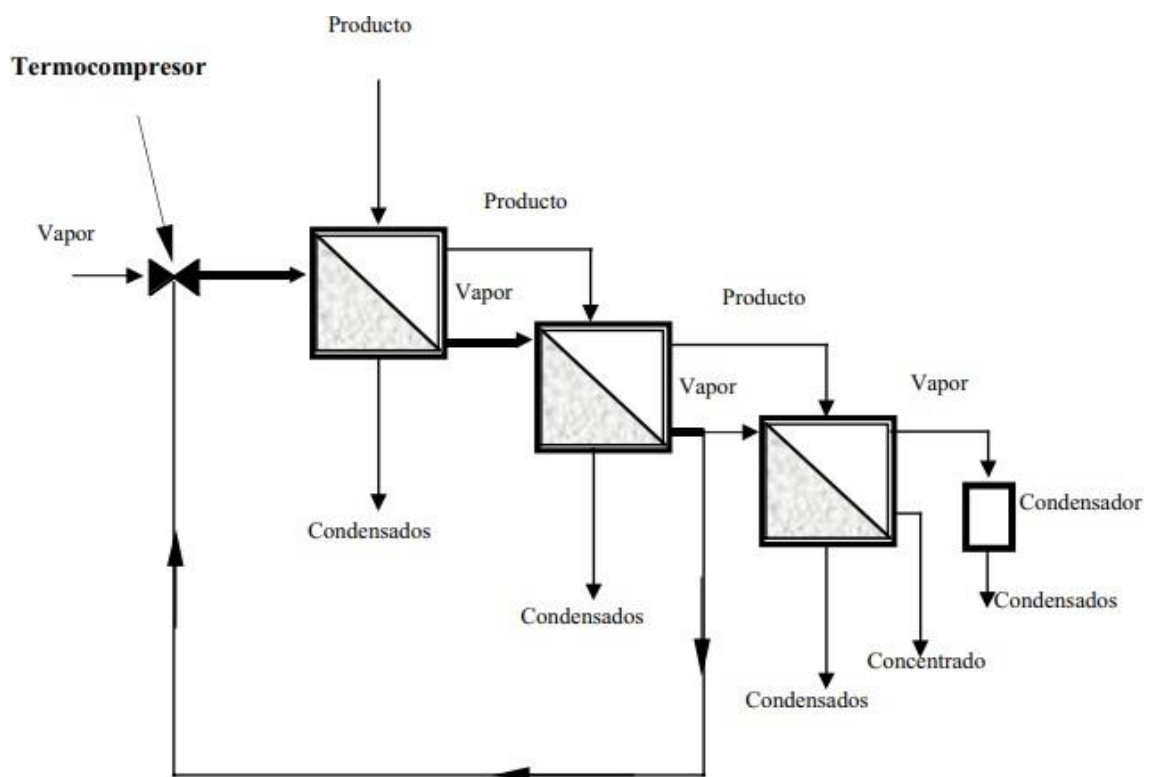 Producto
Termocompresor
Producto
Vapor
Vapor
Producto
Vapor
Vapor
Condensador
Condensados
Condensados
Condensados
Concentrado
Condensados